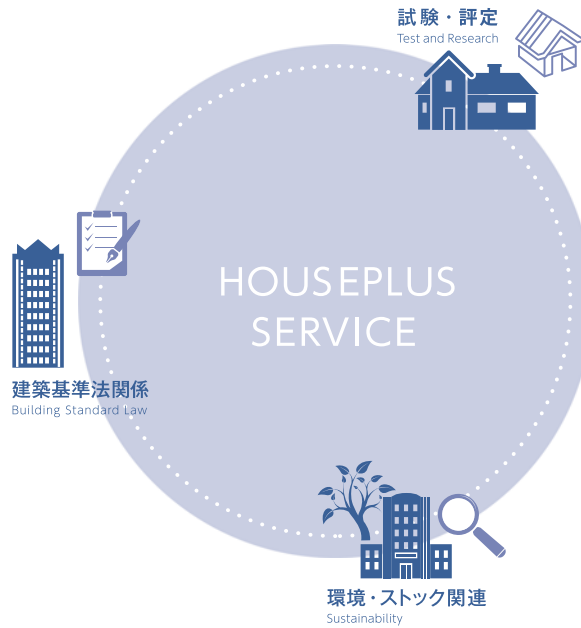 試験・評定
Test and Research
HOUSEPLUS
SERVICE
建築基準法関係
Building Standard Law
環境・ストック関連
Sustainability